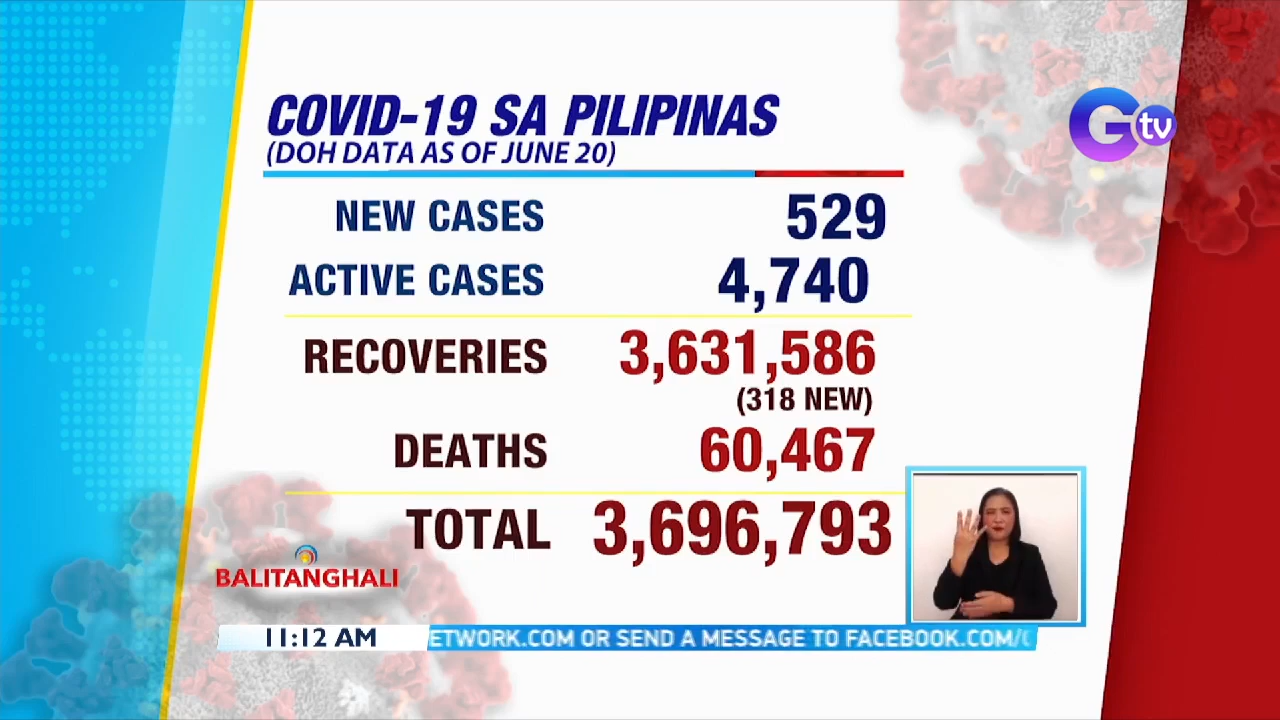 COVID-19 SA PILIPINAS
(DOH DATA AS OF JUNE 20)
Gtv
NEW CASES 529
ACTIVE CASES 4,740
RECOVERIES 3,631,586
(318 NEW)
DEATHS 60,467
TOTAL 3,696,793
BALITANGHALI
11:12 AM ETWORK.COM OR SEND A MESSAGE TO FACEBOOK.COM/